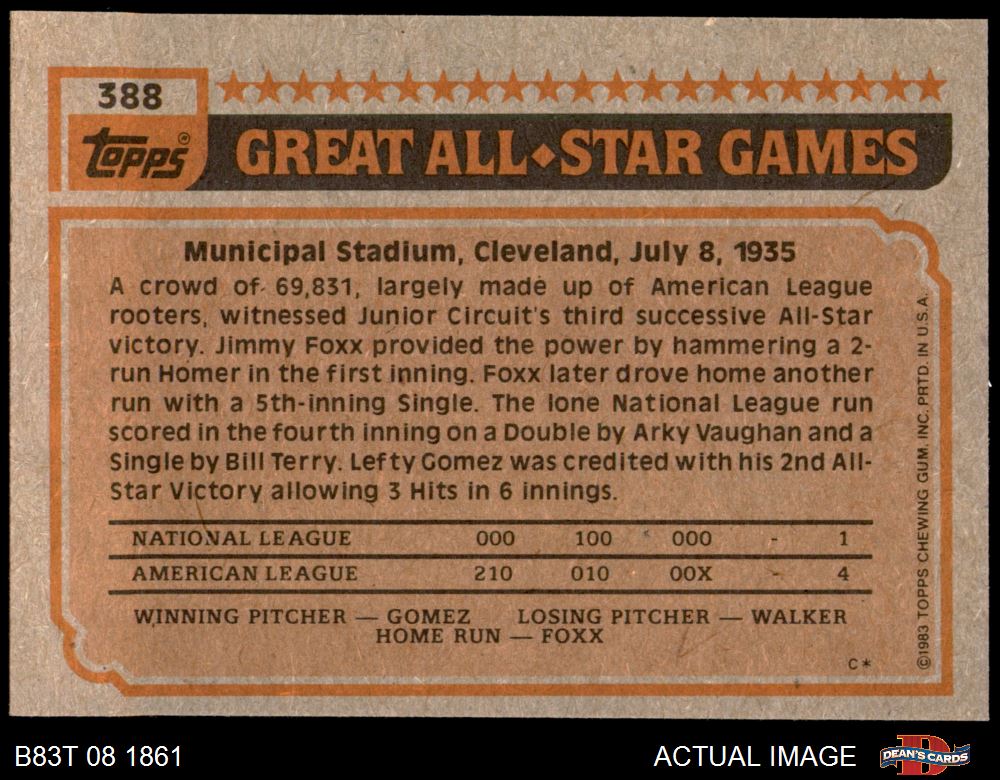 388
Topps®
GREAT ALL◆STAR GAMES
Municipal Stadium, Cleveland, July 8, 1935
A crowd of 69,831, largely made up of American League
rooters, witnessed Junior Circuit's third successive All-Star
victory. Jimmy Foxx provided the power by hammering a 2-
run Homer in the first inning. Foxx later drove home another
run with a 5th-inning Single. The lone National League run
scored in the fourth inning on a Double by Arky Vaughan and a
Single by Bill Terry. Lefty Gomez was credited with his 2nd All-
Star Victory allowing 3 Hits in 6 innings.
NATIONAL LEAGUE 000 100 000 - 1
AMERICAN LEAGUE 210 010 00X - 4
WINNING PITCHER — GOMEZ LOSING PITCHER — WALKER
HOME RUN — FOXX
C*
©1983 TOPPS CHEWING GUM, INC. PRTD. IN U.S.A.
B83T 08 1861
ACTUAL IMAGE
D
DEAN'S CARDS